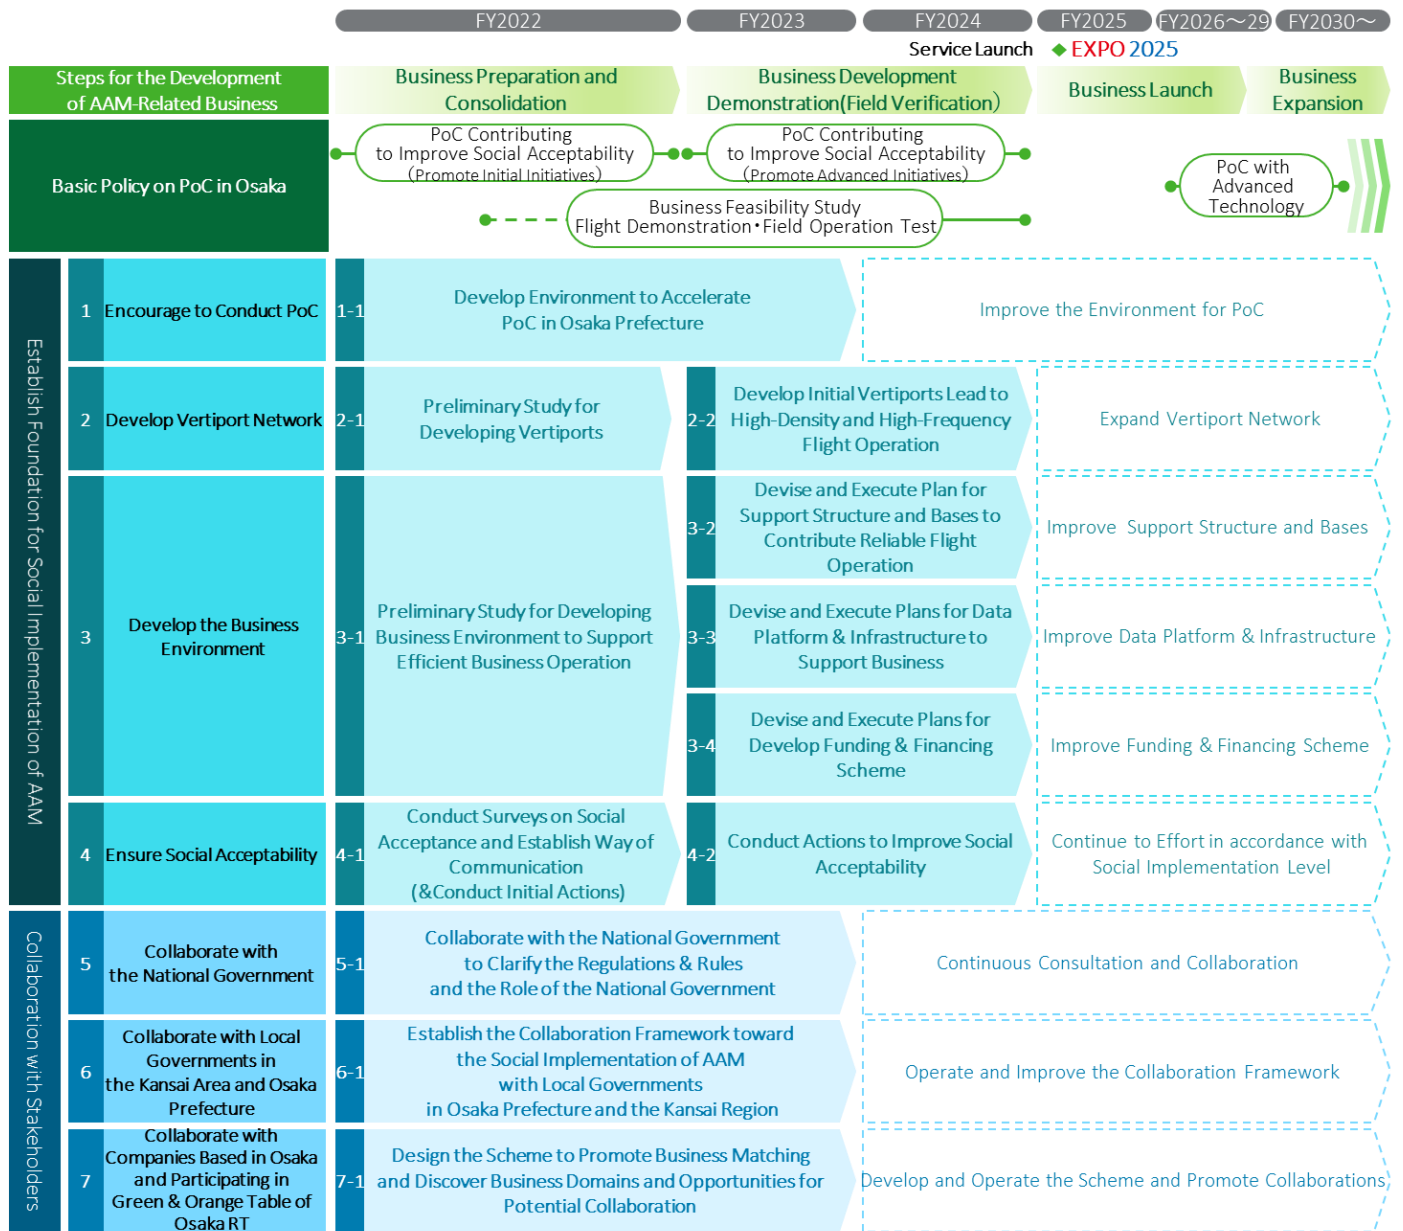 FY2022
FY2023
FY2024
FY2025
FY2026～29
FY2030～
Service Launch
EXPO 2025
Steps for the Development
of AAM-Related Business
Business Preparation and
Consolidation
Business Development
Demonstration(Field Verification）
Business Launch
Business
Expansion
Basic Policy on PoC in Osaka
PoC Contributing
to Improve Social Acceptability
（Promote Initial Initiatives）
PoC Contributing
to Improve Social Acceptability
（Promote Advanced Initiatives）
Business Feasibility Study
Flight Demonstration・Field Operation Test
PoC with
Advanced
Technology
Establish Foundation for Social Implementation of AAM
1
Encourage to Conduct PoC
1-1
Develop Environment to Accelerate
PoC in Osaka Prefecture
Improve the Environment for PoC
2
Develop Vertiport Network
2-1
Preliminary Study for
Developing Vertiports
2-2
Develop Initial Vertiports Lead to
High-Density and High-Frequency
Flight Operation
Expand Vertiport Network
3
Develop the Business
Environment
3-1
Preliminary Study for Developing
Business Environment to Support
Efficient Business Operation
3-2
Devise and Execute Plan for
Support Structure and Bases to
Contribute Reliable Flight
Operation
Improve Support Structure and Bases
3-3
Devise and Execute Plans for Data
Platform & Infrastructure to
Support Business
Improve Data Platform & Infrastructure
3-4
Devise and Execute Plans for
Develop Funding & Financing
Scheme
Improve Funding & Financing Scheme
4
Ensure Social Acceptability
4-1
Conduct Surveys on Social
Acceptance and Establish Way of
Communication
(&Conduct Initial Actions)
4-2
Conduct Actions to Improve Social
Acceptability
Continue to Effort in accordance with
Social Implementation Level
Collaboration with Stakeholders
5
Collaborate with
the National Government
5-1
Collaborate with the National Government
to Clarify the Regulations & Rules
and the Role of the National Government
Continuous Consultation and Collaboration
6
Collaborate with Local
Governments in
the Kansai Area and Osaka
Prefecture
6-1
Establish the Collaboration Framework toward
the Social Implementation of AAM
with Local Governments
in Osaka Prefecture and the Kansai Region
Operate and Improve the Collaboration Framework
7
Collaborate with
Companies Based in Osaka
and Participating in
Green & Orange Table of
Osaka RT
7-1
Design the Scheme to Promote Business Matching
and Discover Business Domains and Opportunities for
Potential Collaboration
Develop and Operate the Scheme and Promote Collaborations